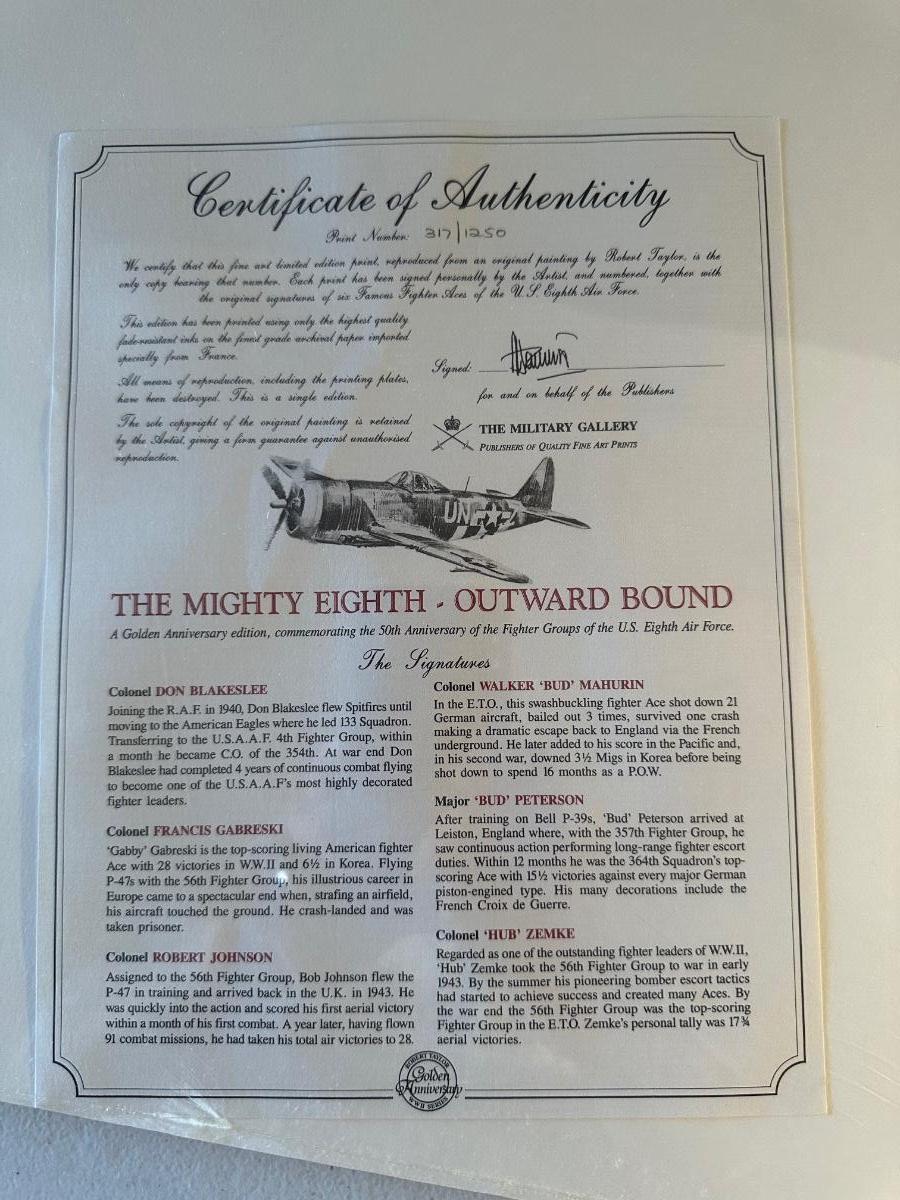 Certificate of Authenticity
Print Number: 317/1250
We certify that this fine art limited edition print, reproduced from an original painting by Robert Taylor, is the
only copy bearing that number. Each print has been signed personally by the Artist, and numbered, together with
the original signatures of six Famous Fighter Aces of the U.S. Eighth Air Force.
This edition has been printed using only the highest quality
fade-resistant inks on the finest grade archival paper imported
specially from France.
All means of reproduction, including the printing plates,
have been destroyed. This is a single edition.
The sole copyright of the original painting is retained
by the Artist, giving a firm guarantee against unauthorised
reproduction.
Signed:
for and on behalf of the Publishers
THE MILITARY GALLERY
PUBLISHERS OF QUALITY FINE ART PRINTS
UN Z
THE MIGHTY EIGHTH - OUTWARD BOUND
A Golden Anniversary edition, commemorating the 50th Anniversary of the Fighter Groups of the U.S. Eighth Air Force.
The Signatures
Colonel DON BLAKESLEE
Joining the R.A.F. in 1940, Don Blakeslee flew Spitfires until
moving to the American Eagles where he led 133 Squadron.
Transferring to the U.S.A.A.F. 4th Fighter Group, within
a month he became C.O. of the 354th. At war end Don
Blakeslee had completed 4 years of continuous combat flying
to become one of the U.S.A.A.F's most highly decorated
fighter leaders.
Colonel FRANCIS GABRESKI
'Gabby' Gabreski is the top-scoring living American fighter
Ace with 28 victories in W.W.II and 6½ in Korea. Flying
P-47s with the 56th Fighter Group, his illustrious career in
Europe came to a spectacular end when, strafing an airfield,
his aircraft touched the ground. He crash-landed and was
taken prisoner.
Colonel ROBERT JOHNSON
Assigned to the 56th Fighter Group, Bob Johnson flew the
P-47 in training and arrived back in the U.K. in 1943. He
was quickly into the action and scored his first aerial victory
within a month of his first combat. A year later, having flown
91 combat missions, he had taken his total air victories to 28.
Colonel WALKER 'BUD' MAHURIN
In the E.T.O., this swashbuckling fighter Ace shot down 21
German aircraft, bailed out 3 times, survived one crash
making a dramatic escape back to England via the French
underground. He later added to his score in the Pacific and,
in his second war, downed 3½ Migs in Korea before being
shot down to spend 16 months as a P.O.W.
Major 'BUD' PETERSON
After training on Bell P-39s, 'Bud' Peterson arrived at
Leiston, England where, with the 357th Fighter Group, he
saw continuous action performing long-range fighter escort
duties. Within 12 months he was the 364th Squadron's top-
scoring Ace with 15½ victories against every major German
piston-engined type. His many decorations include the
French Croix de Guerre.
Colonel 'HUB' ZEMKE
Regarded as one of the outstanding fighter leaders of W.W.II,
'Hub' Zemke took the 56th Fighter Group to war in early
1943. By the summer his pioneering bomber escort tactics
had started to achieve success and created many Aces. By
the war end the 56th Fighter Group was the top-scoring
Fighter Group in the E.T.O. Zemke's personal tally was 17¾
aerial victories.
ROBERT TAYLOR
Golden
Anniversary
WWII SERIES